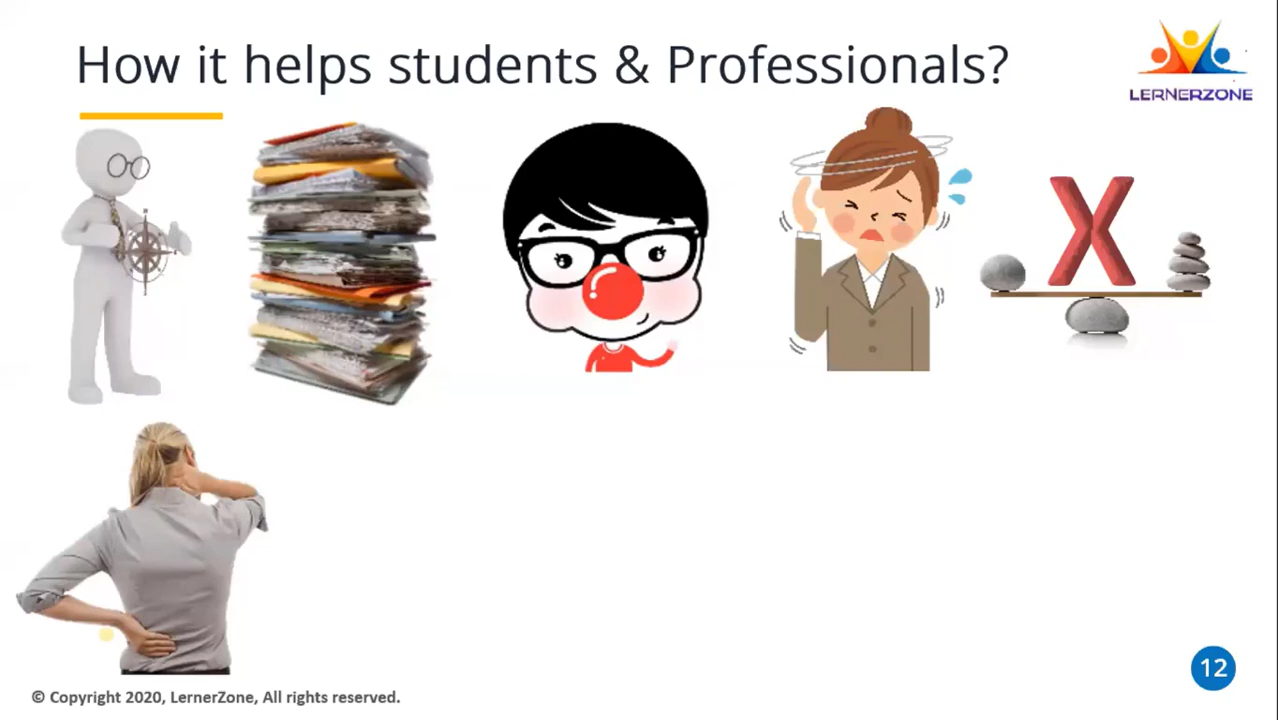 How it helps students & Professionals?
LERNERZONE
X
12
© Copyright 2020, LernerZone, All rights reserved.